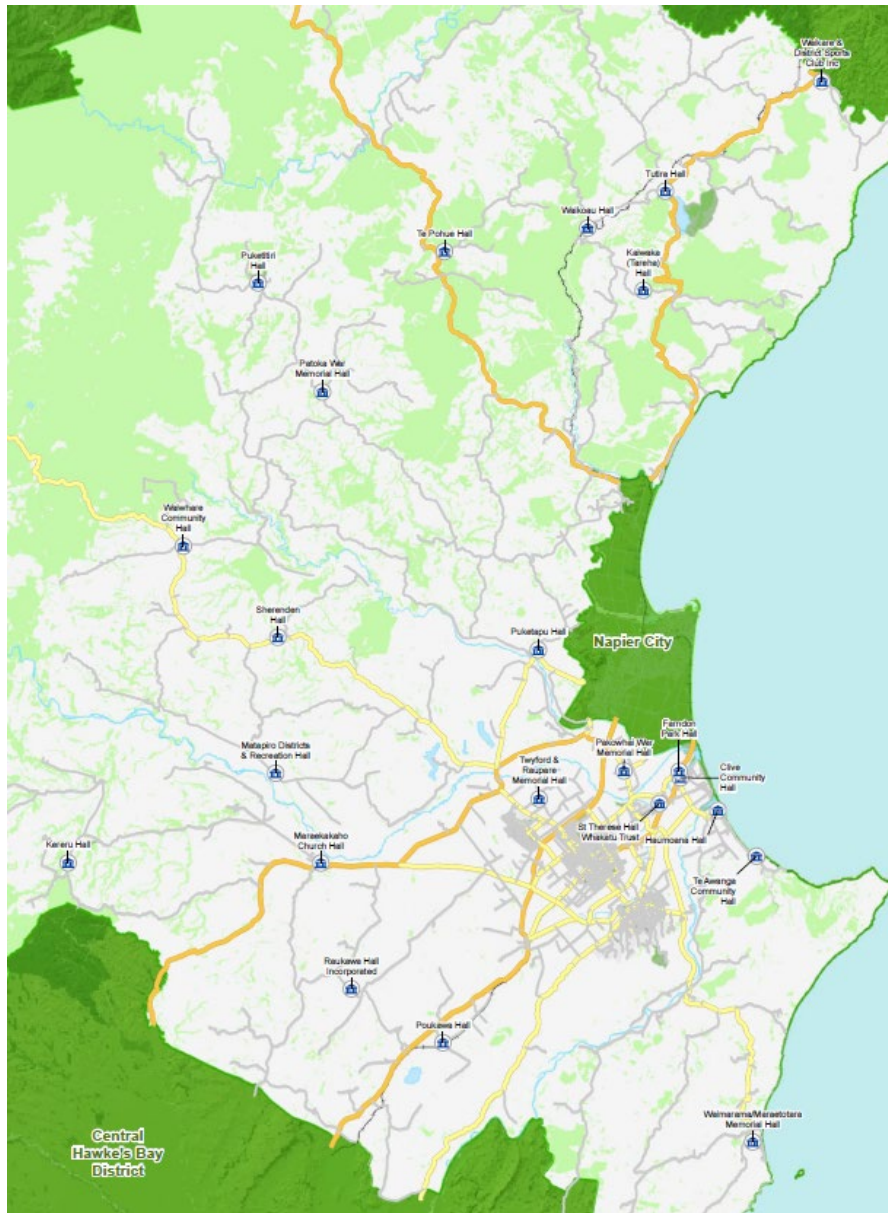 Waikare &
District Sports
Club Inc
Tutira Hall
Waikoau Hall
Te Pohue Hall
Kaiwaka
(Tareha)
Hall
Puketitiri
Hall
Patoka War
Memorial Hall
Waiwhare
Community
Hall
Sherenden
Hall
Puketapu Hall
Napier City
Farndon
Park Hall
Pakowhai War
Memorial Hall
Matapiro Districts
& Recreation Hall
Twyford &
Raupare
Memorial Hall
Clive
Community
Hall
St Therese Hall
Whakatu Trust
Haumoana Hall
Maraekakaho
Church Hall
Kereru Hall
Te Awanga
Community
Hall
Raukawa Hall
Incorporated
Poukawa Hall
Waimarama/Maraetotara
Memorial Hall
Central
Hawke's Bay
District